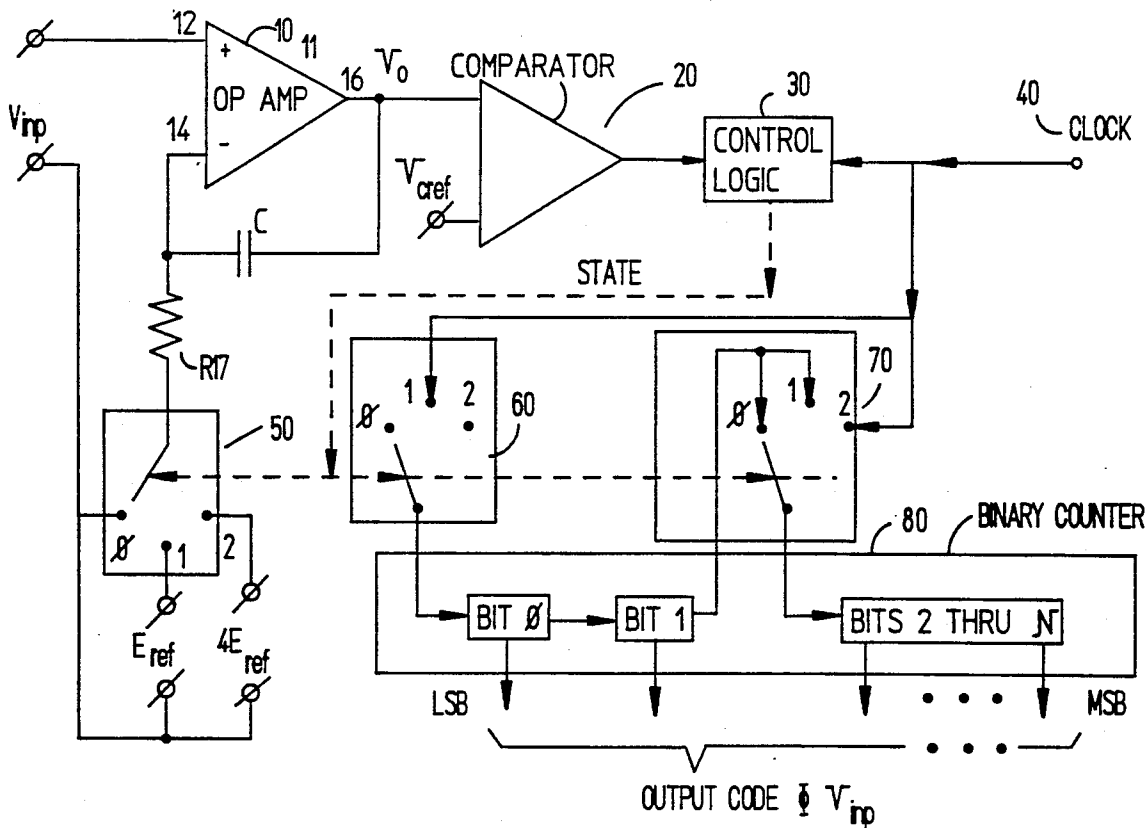 12
10
11
+
OP AMP
16
V₀
COMPARATOR
20
30
40
CLOCK
Vinp
14
-
CONTROL
LOGIC
Vcref
C
STATE
R17
50
1
2
Ø
60
1
2
Ø
70
Ø
1
2
Eref
4Eref
80
BINARY COUNTER
BIT Ø
BIT 1
BITS 2 THRU N
LSB
MSB
OUTPUT CODE
Vinp